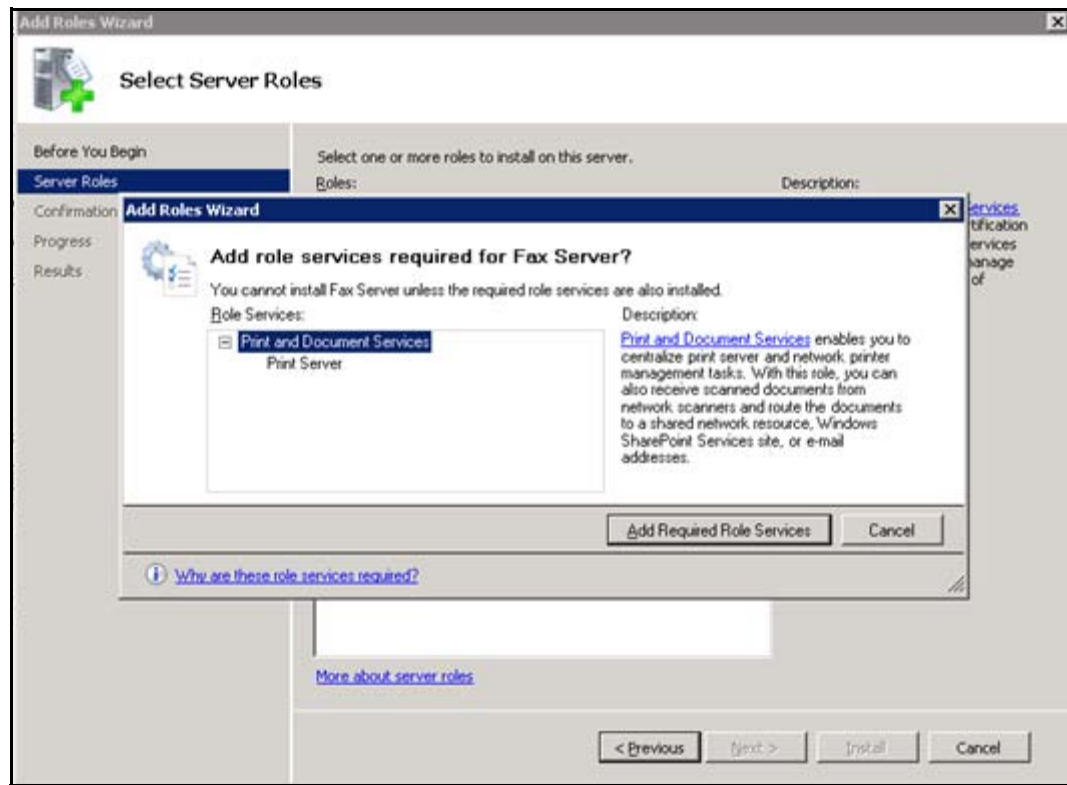 Add Roles Wizard
Select Server Roles
Before You Begin
Server Roles
Confirmation
Progress
Results
Select one or more roles to install on this server.
Roles:
Description:
ervices
tification
ervices
anage
of
Add Roles Wizard
Add role services required for Fax Server?
You cannot install Fax Server unless the required role services are also installed.
Role Services:
Print and Document Services
Print Server
Description:
Print and Document Services enables you to
centralize print server and network printer
management tasks. With this role, you can
also receive scanned documents from
network scanners and route the documents
to a shared network resource, Windows
SharePoint Services site, or e-mail
addresses.
Add Required Role Services
Cancel
Why are these role services required?
More about server roles
< Previous
Next >
Install
Cancel